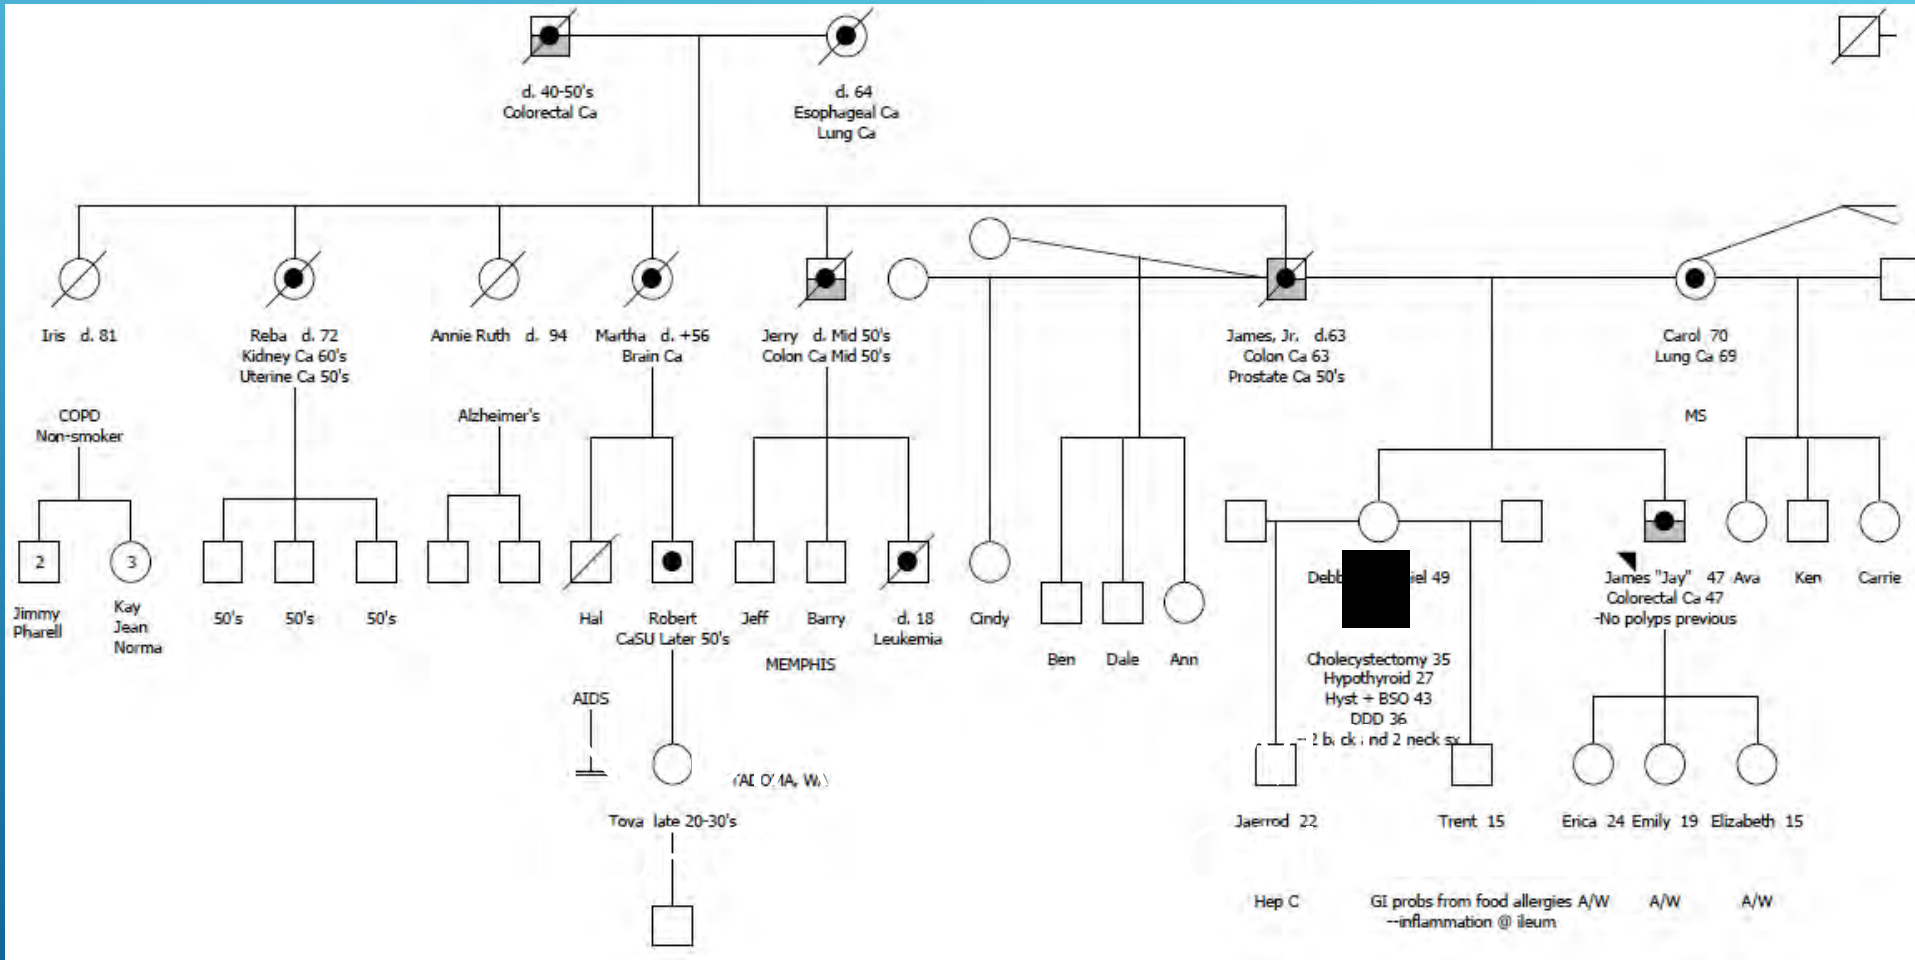 d. 40-50's
Colorectal Ca
d. 64
Esophageal Ca
Lung Ca
Iris d. 81
Reba d. 72
Kidney Ca 60's
Uterine Ca 50's
Annie Ruth d. 94
Martha d. +56
Brain Ca
Jerry d. Mid 50's
Colon Ca Mid 50's
James, Jr. d.63
Colon Ca 63
Prostate Ca 50's
Carol 70
Lung Ca 69
COPD
Non-smoker
Alzheimer's
MS
2
3
Jimmy
Pharell
Kay
Jean
Norma
50's
50's
50's
Hal
Robert
CaSU Later 50's
Jeff
Barry
d. 18
Leukemia
MEMPHIS
Cindy
Ben
Dale
Ann
49
Cholecystectomy 35
Hypothyroid 27
Hyst + BSO 43
DDD 36
2 neck sx
James "Jay" 47
Colorectal Ca 47
-No polyps previous
Ava
Ken
Carrie
AIDS
Tova late 20-30's
Jaerrod 22
Trent 15
Erica 24
Emily 19
Elizabeth 15
Hep C
GI probs from food allergies
--inflammation @ ileum
A/W
A/W
A/W